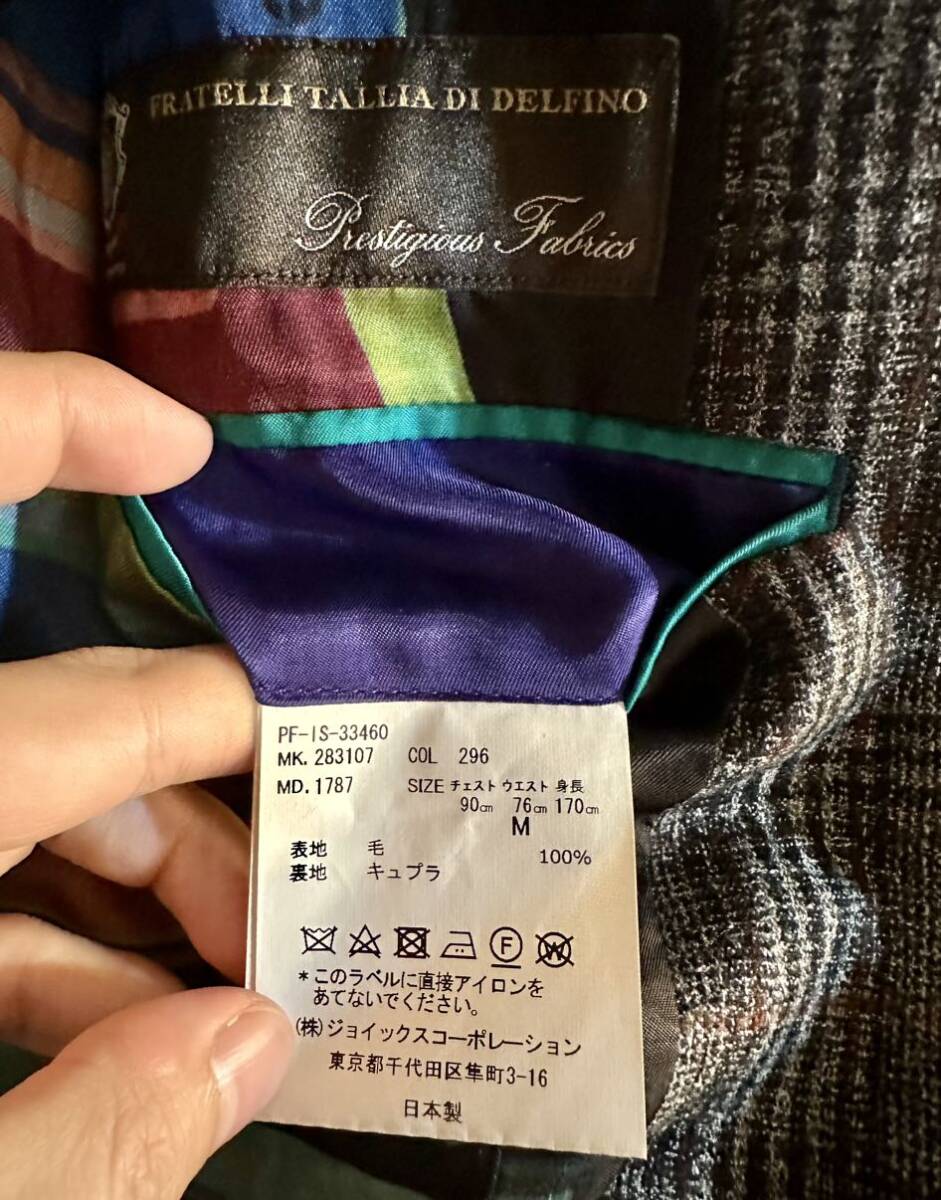 FRATELLI TALLIA DI DELFINO
Prestigious Fabrics
PF-IS-33460
MK. 283107 COL 296
MD. 1787 SIZE チェスト ウエスト 身長
90cm 76cm 170cm
M
表地 毛 100%
裏地 キュプラ
F W
*このラベルに直接アイロンを
あてないでください。
(株)ジョイックスコーポレーション
東京都千代田区隼町3-16
日本製